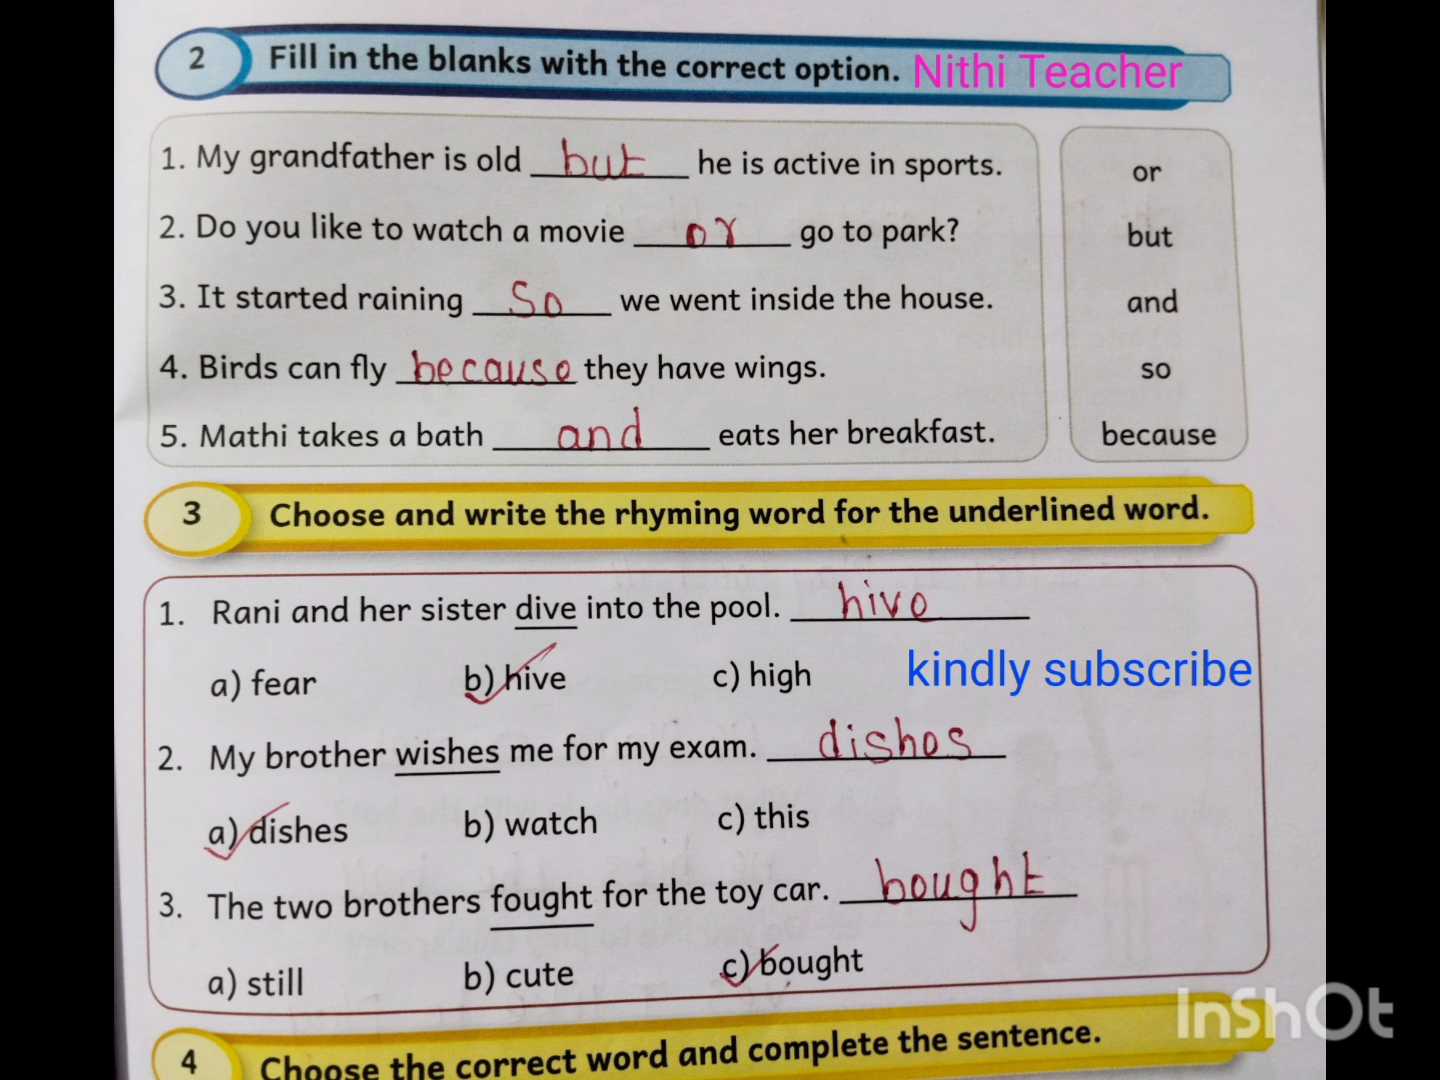 2 Fill in the blanks with the correct option. Nithi Teacher
1. My grandfather is old but he is active in sports.
or
2. Do you like to watch a movie or go to park?
but
3. It started raining So we went inside the house.
and
4. Birds can fly because they have wings.
so
5. Mathi takes a bath and eats her breakfast.
because
3 Choose and write the rhyming word for the underlined word.
1. Rani and her sister dive into the pool. hive
a) fear b) hive c) high
kindly subscribe
2. My brother wishes me for my exam. dishes
a) dishes b) watch c) this
3. The two brothers fought for the toy car. bought
a) still b) cute c) bought
InShOt
4 Choose the correct word and complete the sentence.